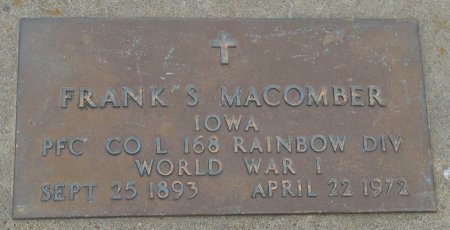 FRANK S MACOMBER
IOWA
PFC CO L 168 RAINBOW DIV
WORLD WAR I
SEPT 25 1893 APRIL 22 1972